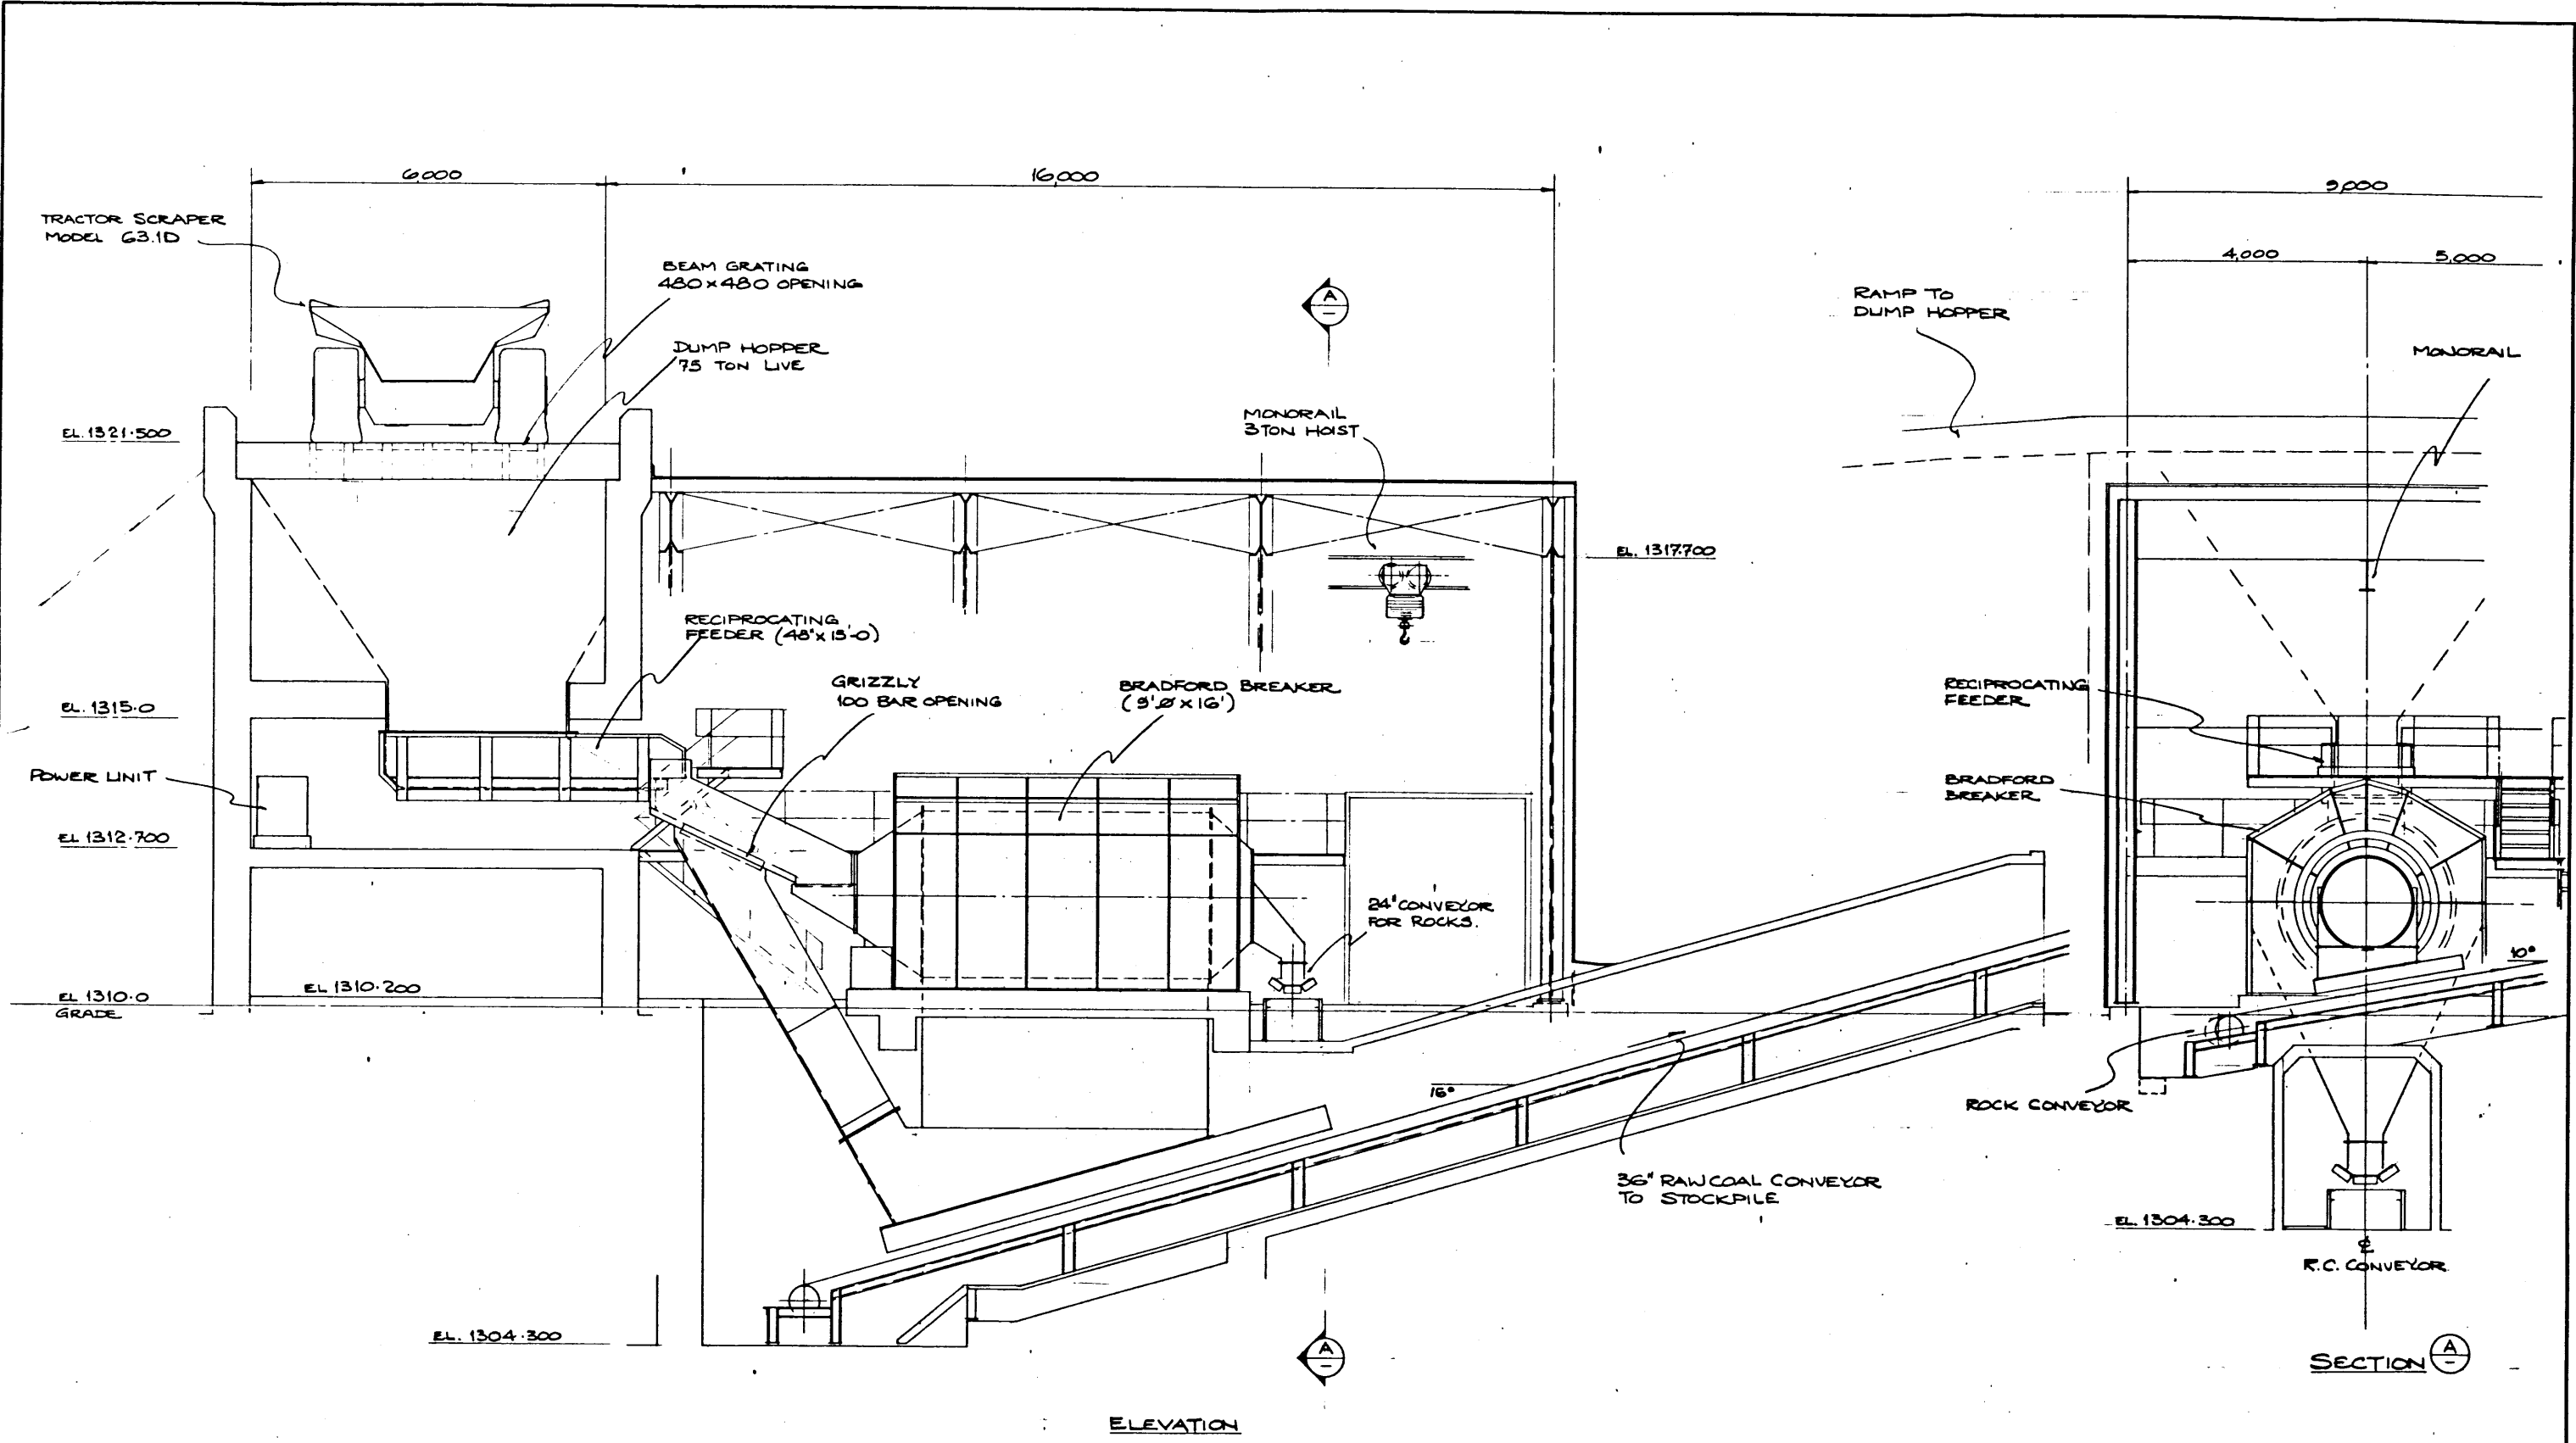 6,000
16,000
9,000
TRACTOR SCRAPER
MODEL 631D
BEAM GRATING
480 x 480 OPENING
4,000
5,000
RAMP TO
DUMP HOPPER
A
DUMP HOPPER
75 TON LIVE
MONORAIL
MONORAIL
3 TON HOIST
EL. 1321·500
EL. 1317.700
RECIPROCATING
FEEDER (48" x 15'-0)
GRIZZLY
100 BAR OPENING
BRADFORD BREAKER
(9'Ø x 16')
RECIPROCATING
FEEDER
EL. 1315·0
POWER UNIT
BRADFORD
BREAKER
EL 1312·700
24" CONVEYOR
FOR ROCKS.
10°
EL 1310·0
GRADE
EL 1310·200
16°
ROCK CONVEYOR
36" RAW COAL CONVEYOR
TO STOCKPILE
EL. 1304·300
℄
R.C. CONVEYOR
EL. 1304·300
A
SECTION A
ELEVATION